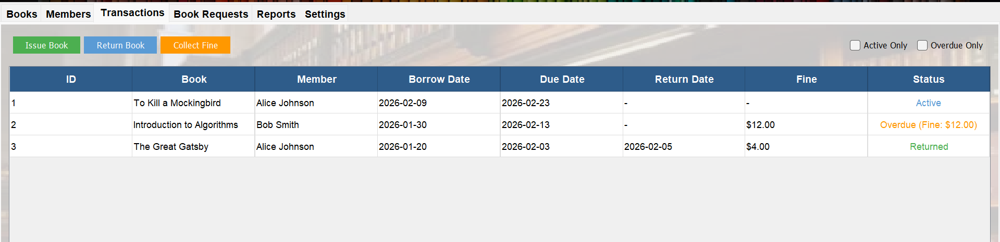 Books Members Transactions Book Requests Reports Settings
Issue Book Return Book Collect Fine Active Only Overdue Only
ID Book Member Borrow Date Due Date Return Date Fine Status
1 To Kill a Mockingbird Alice Johnson 2026-02-09 2026-02-23 - - Active
2 Introduction to Algorithms Bob Smith 2026-01-30 2026-02-13 - $12.00 Overdue (Fine: $12.00)
3 The Great Gatsby Alice Johnson 2026-01-20 2026-02-03 2026-02-05 $4.00 Returned